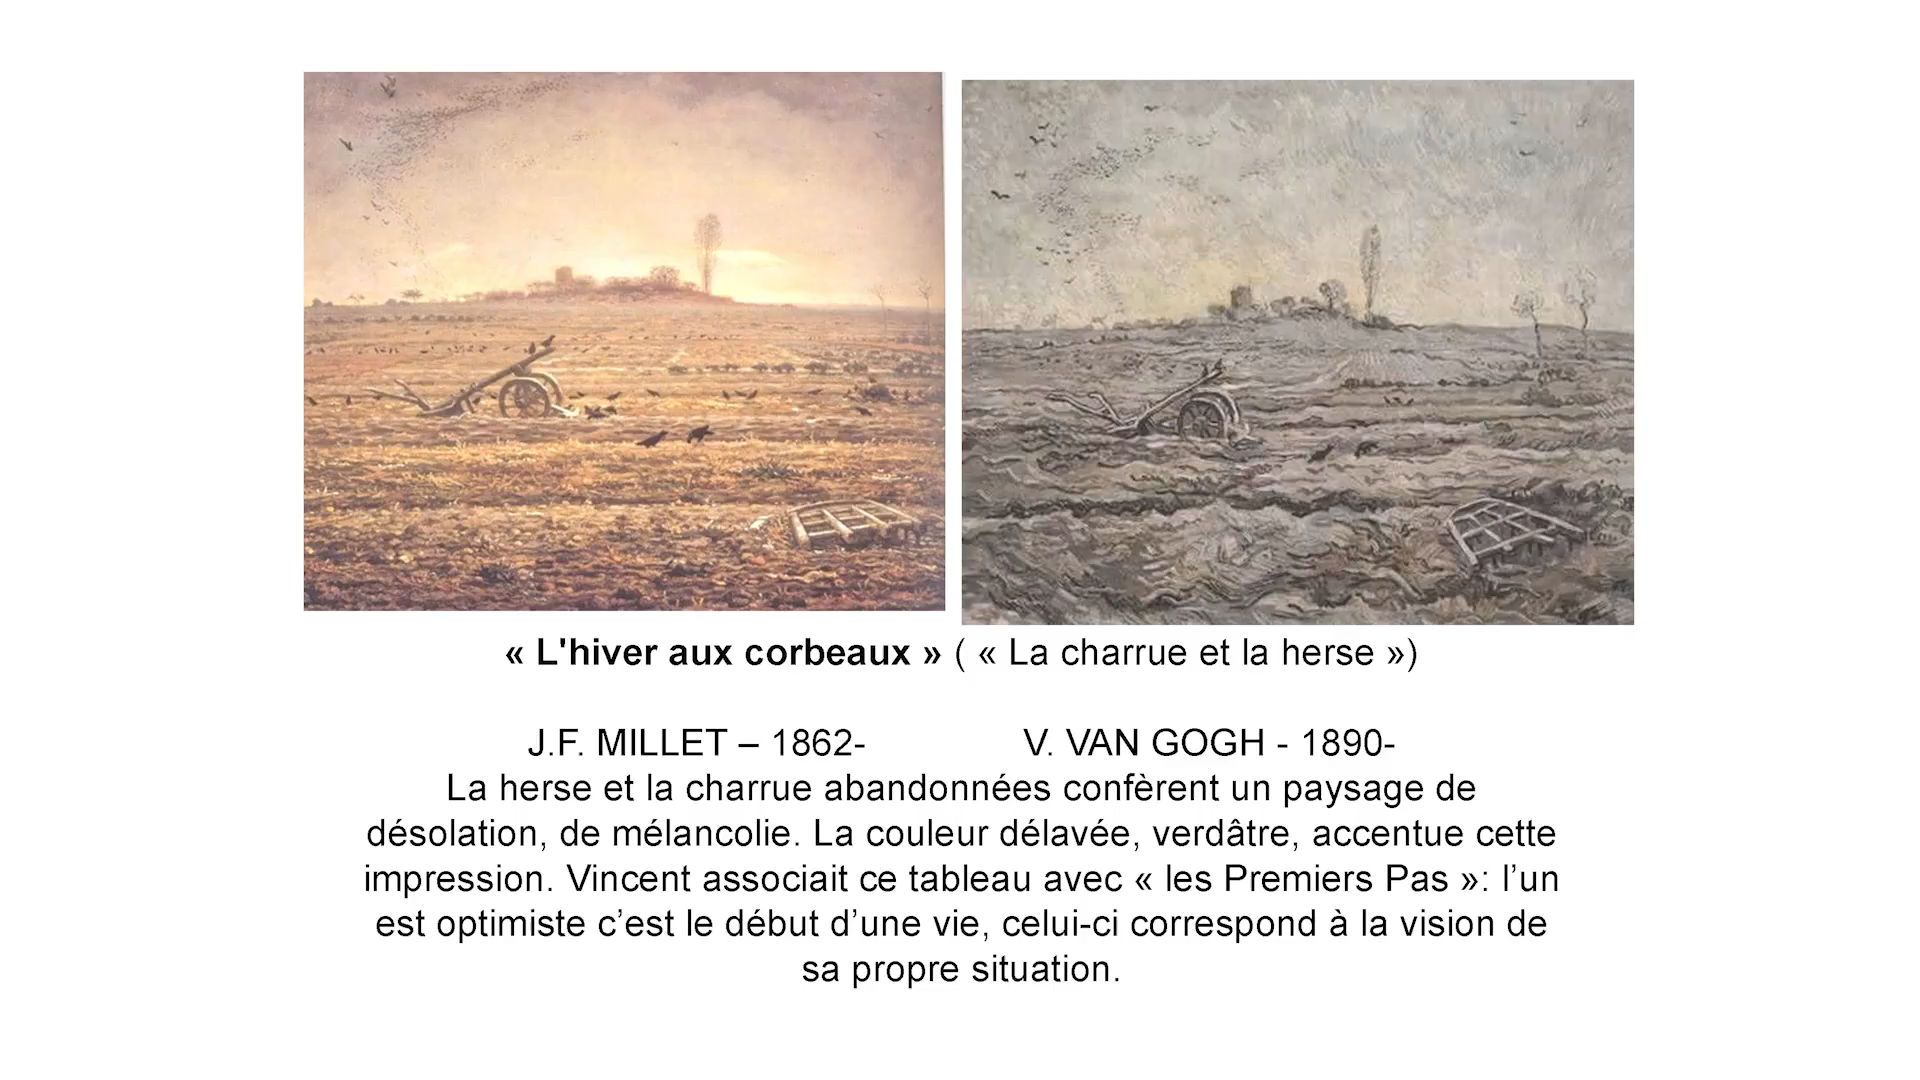 « L'hiver aux corbeaux » ( « La charrue et la herse »)
J.F. MILLET – 1862- V. VAN GOGH - 1890-
La herse et la charrue abandonnées confèrent un paysage de
désolation, de mélancolie. La couleur délavée, verdâtre, accentue cette
impression. Vincent associait ce tableau avec « les Premiers Pas »: l’un
est optimiste c’est le début d’une vie, celui-ci correspond à la vision de
sa propre situation.